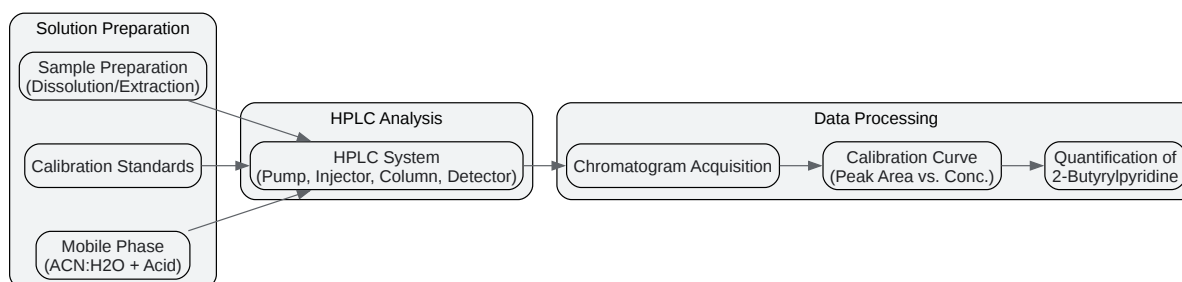 Solution Preparation
Sample Preparation
(Dissolution/Extraction)
Calibration Standards
Mobile Phase
(ACN:H2O + Acid)
HPLC Analysis
HPLC System
(Pump, Injector, Column, Detector)
Data Processing
Chromatogram Acquisition
Calibration Curve
(Peak Area vs. Conc.)
Quantification of
2-Butyrylpyridine